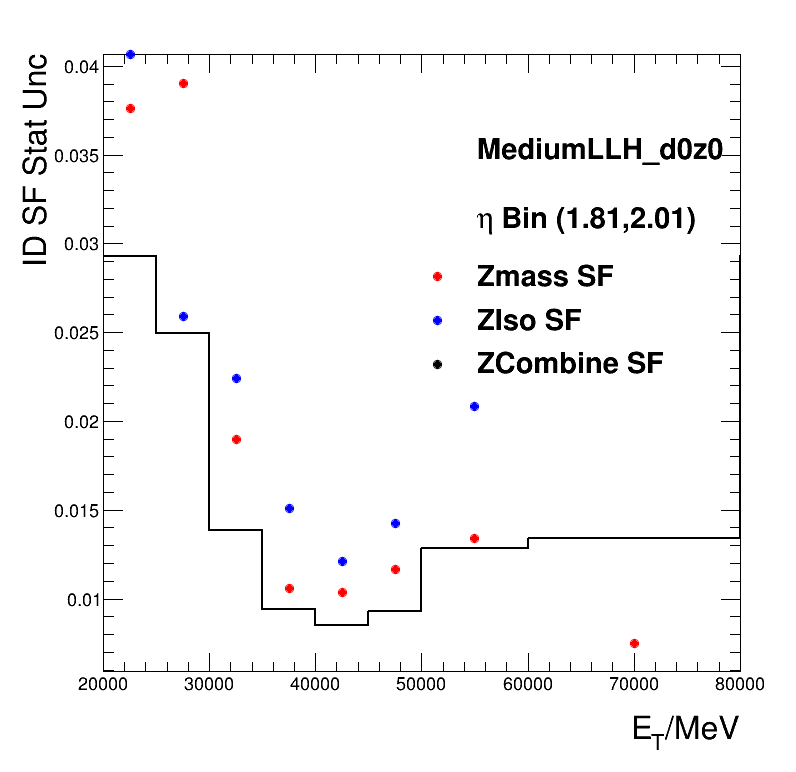 ID SF Stat Unc
0.04
0.035
0.03
0.025
0.02
0.015
0.01
MediumLLH_d0z0
η Bin (1.81,2.01)
Zmass SF
ZIso SF
ZCombine SF
20000 30000 40000 50000 60000 70000 80000
E_T/MeV